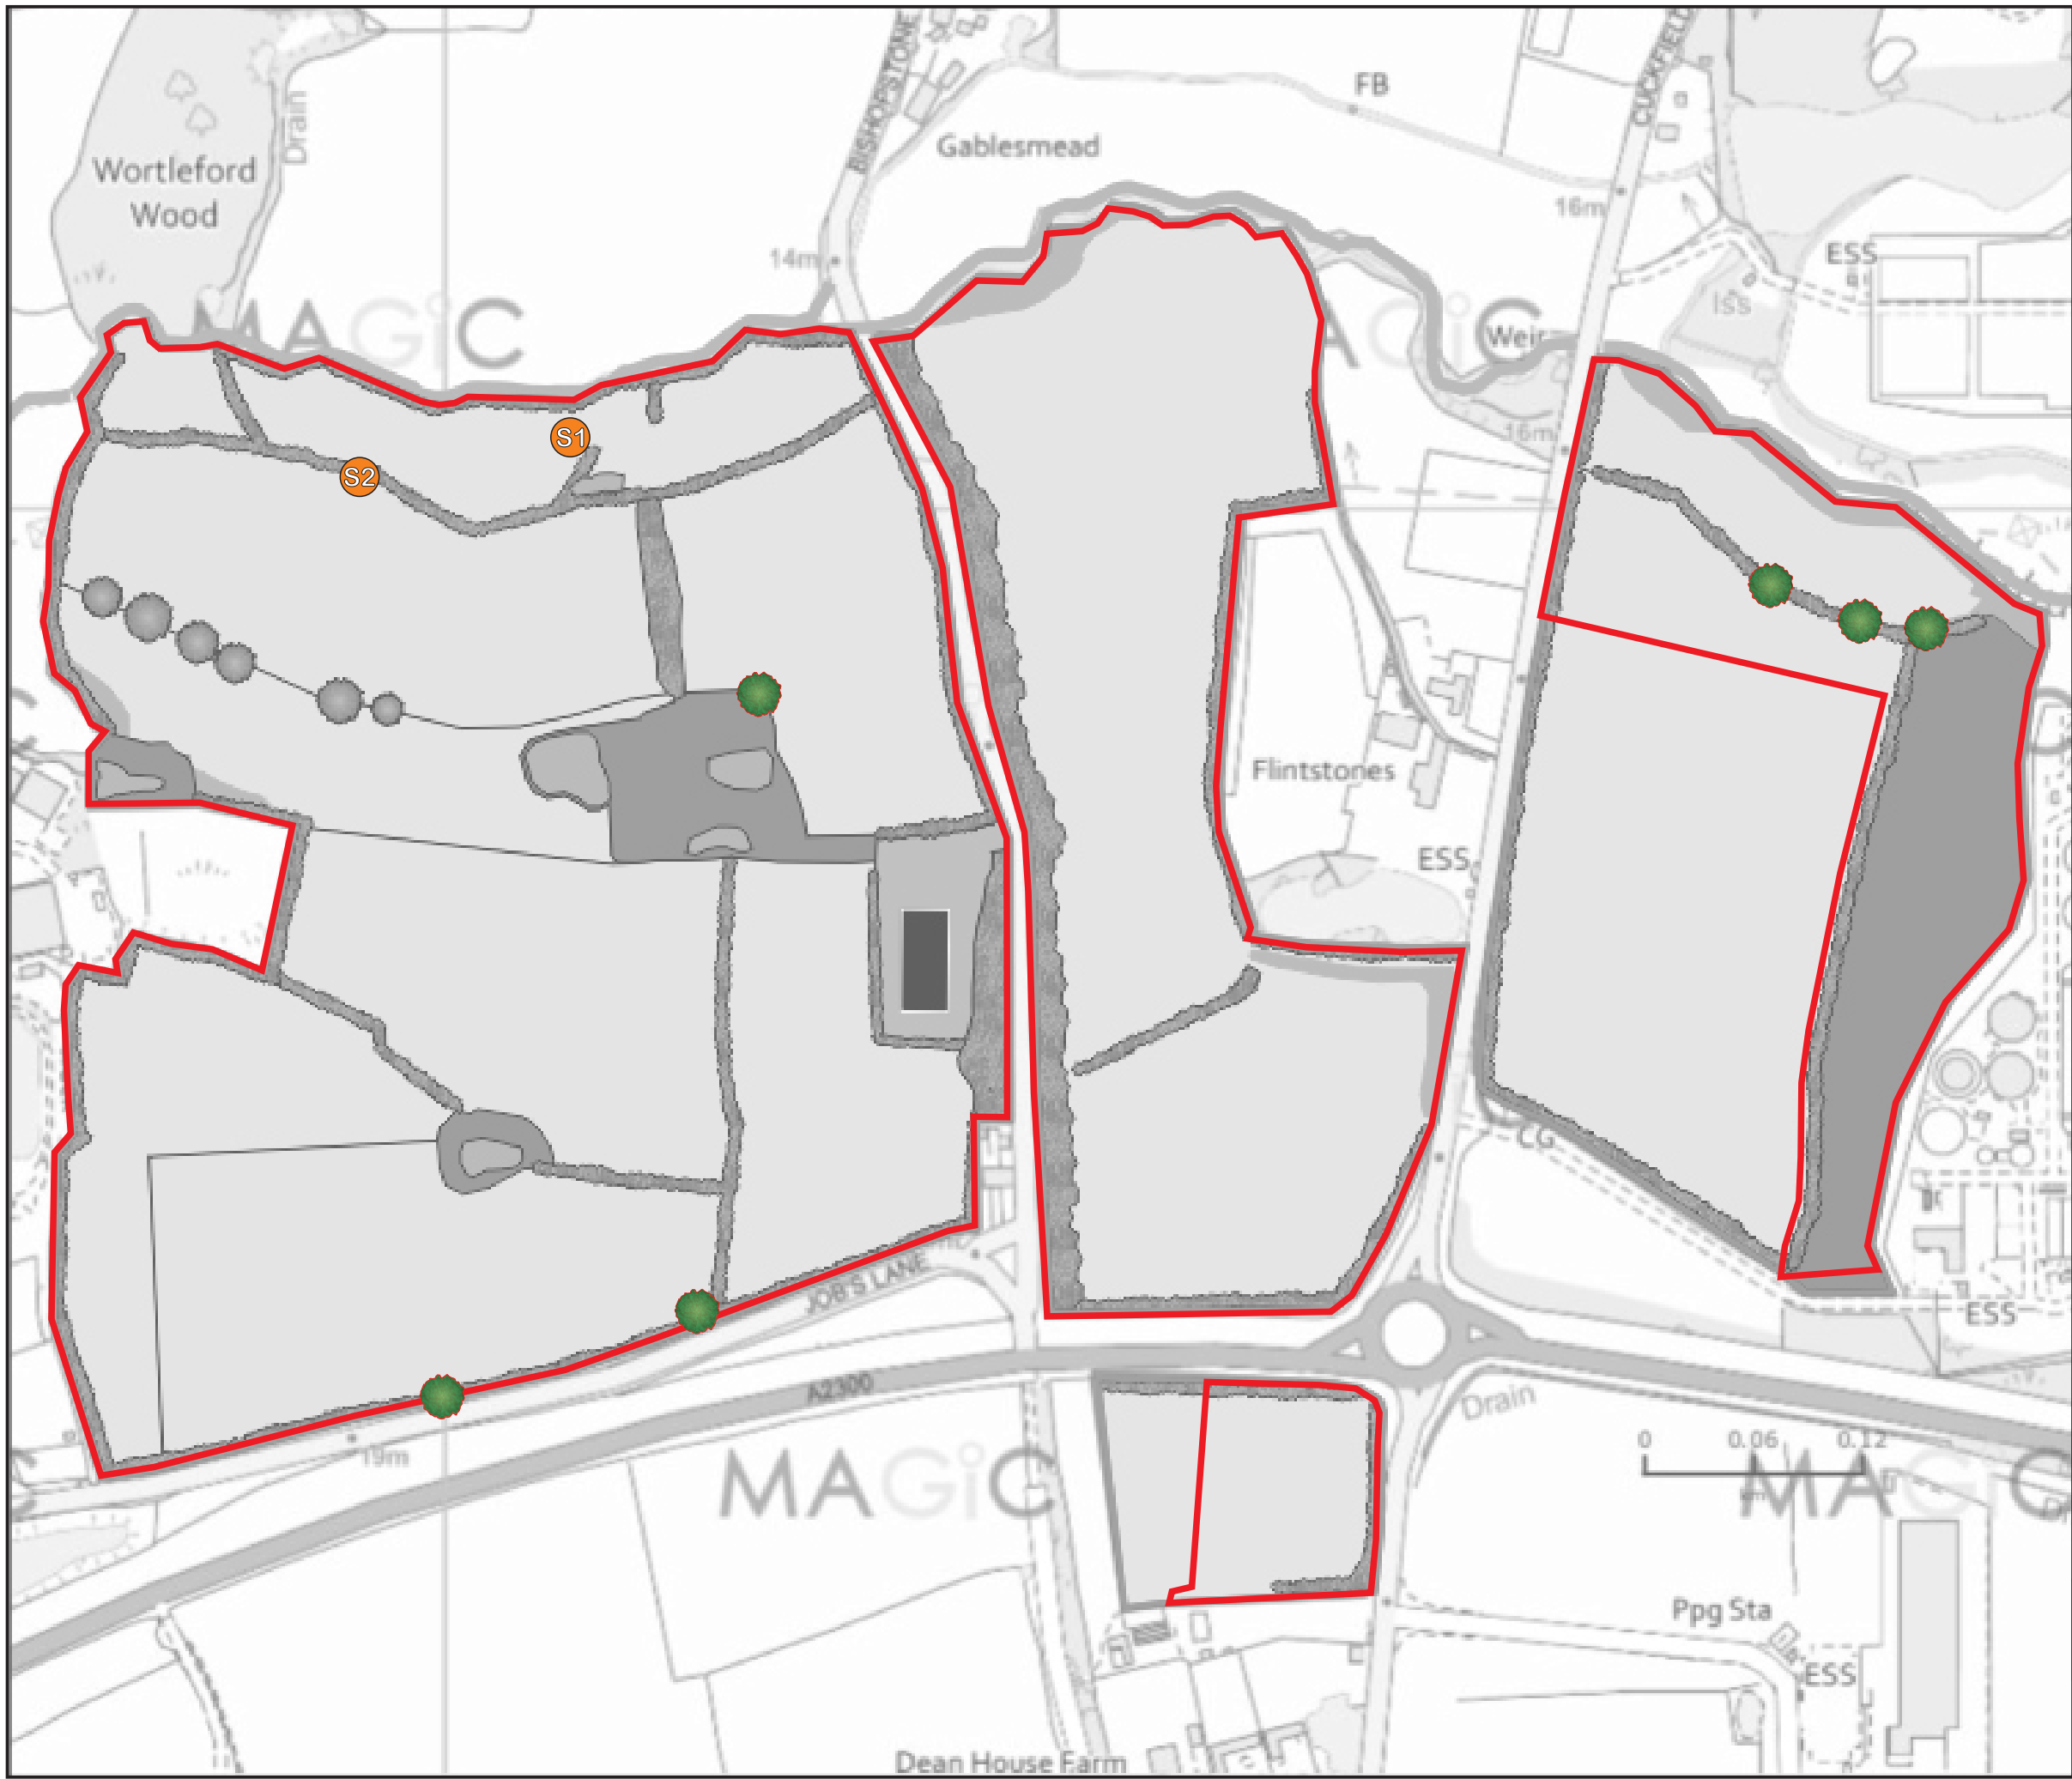 BISHOPSTONE
CUCKFIELD
FB
Drain
Gablesmead
Wortleford
Wood
16m
14m
ESS
Iss
MAGiC
Weir
16m
S1
S2
Flintstones
ESS
CG
JOB'S LANE
ESS
A2300
Drain
19m
0 0.06 0.12
MAGiC
MAGiC
Ppg Sta
ESS
Dean House Farm